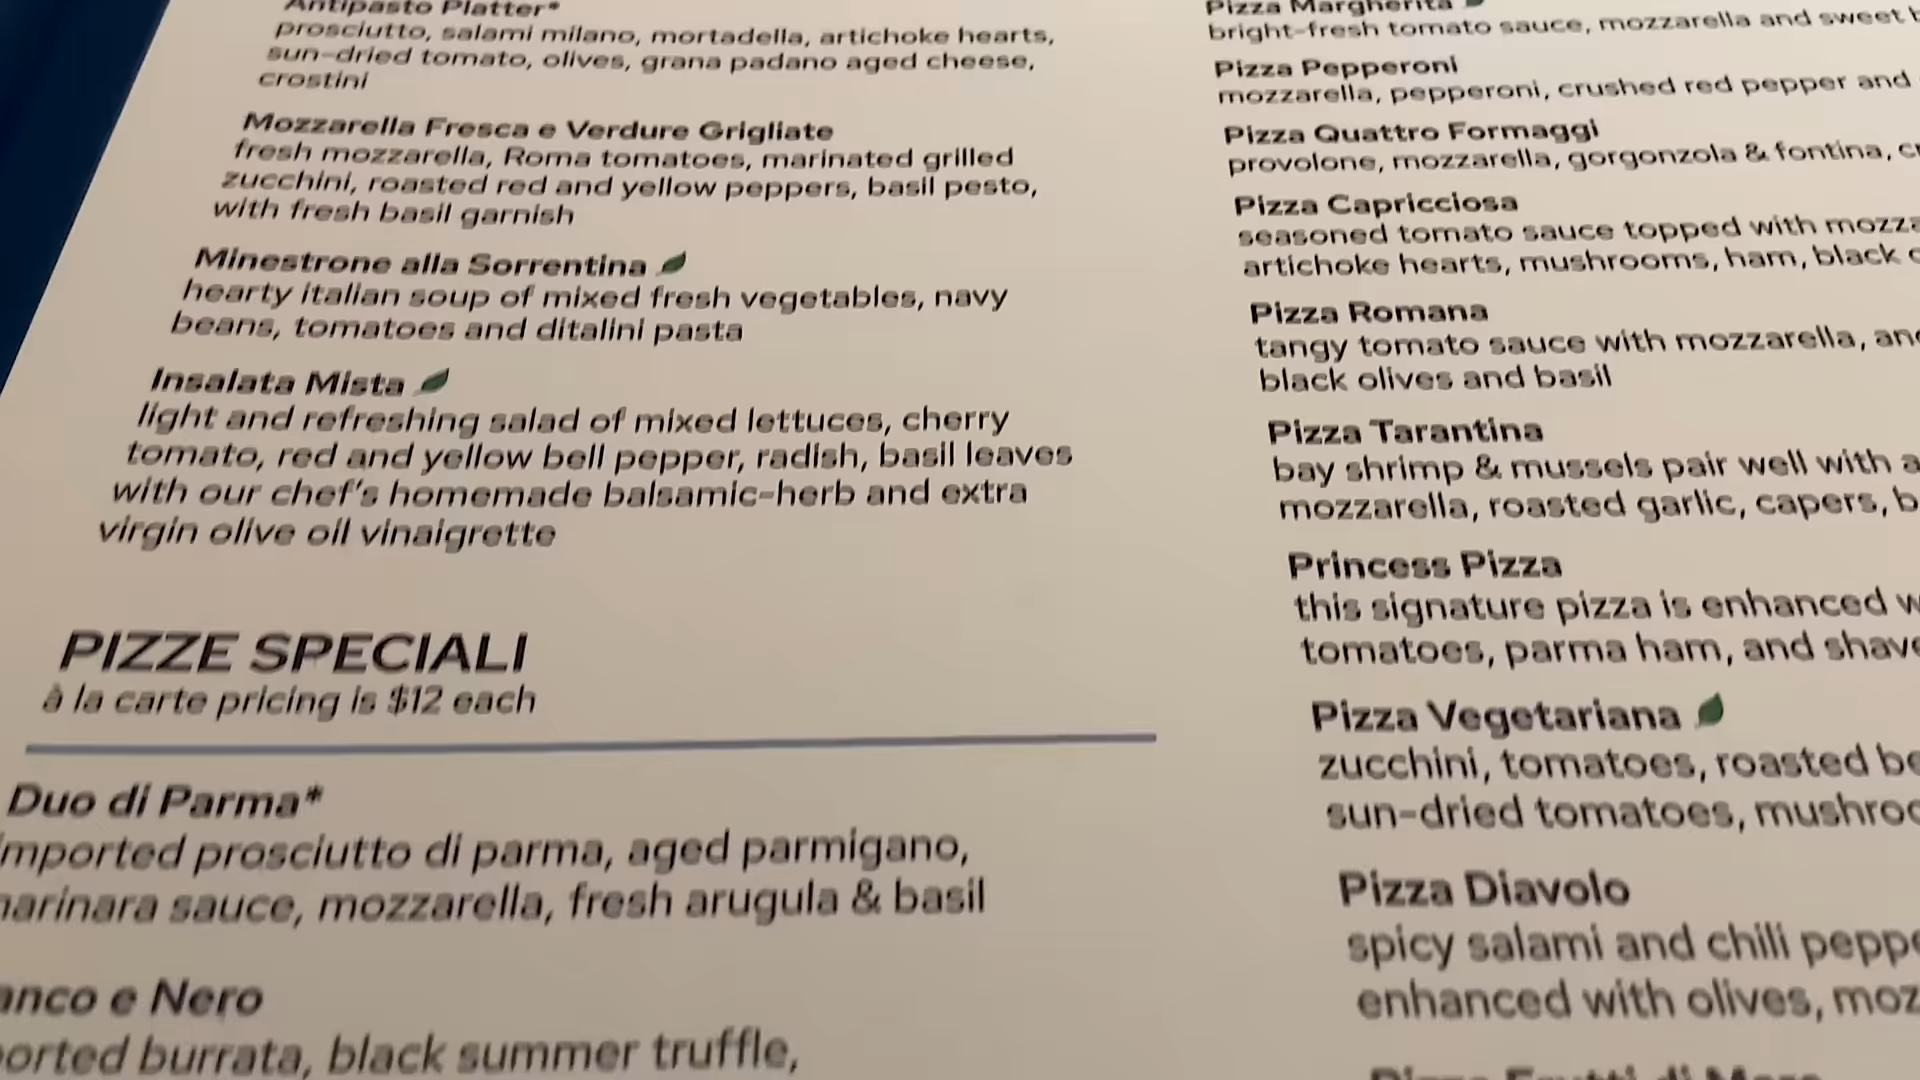 Antipasto Platter*
prosciutto, salami milano, mortadella, artichoke hearts,
sun-dried tomato, olives, grana padano aged cheese,
crostini
Mozzarella Fresca e Verdure Grigliate
fresh mozzarella, Roma tomatoes, marinated grilled
zucchini, roasted red and yellow peppers, basil pesto,
with fresh basil garnish
Minestrone alla Sorrentina
hearty italian soup of mixed fresh vegetables, navy
beans, tomatoes and ditalini pasta
Insalata Mista
light and refreshing salad of mixed lettuces, cherry
tomato, red and yellow bell pepper, radish, basil leaves
with our chef's homemade balsamic-herb and extra
virgin olive oil vinaigrette
PIZZE SPECIALI
à la carte pricing is $12 each
Duo di Parma*
imported prosciutto di parma, aged parmigano,
marinara sauce, mozzarella, fresh arugula & basil
e Nero
burrata, black summer truffle,
Pizza Margherita
bright-fresh tomato sauce, mozzarella and sweet
Pizza Pepperoni
mozzarella, pepperoni, crushed red pepper and
Pizza Quattro Formaggi
provolone, mozzarella, gorgonzola & fontina,
Pizza Capricciosa
seasoned tomato sauce topped with
artichoke hearts, mushrooms, ham, black
Pizza Romana
tangy tomato sauce with mozzarella,
black olives and basil
Pizza Tarantina
bay shrimp & mussels pair well with
mozzarella, roasted garlic, capers,
Princess Pizza
this signature pizza is enhanced
tomatoes, parma ham, and
Pizza Vegetariana
zucchini, tomatoes, roasted
sun-dried tomatoes,
Pizza Diavolo
spicy salami and chili
enhanced with olives,